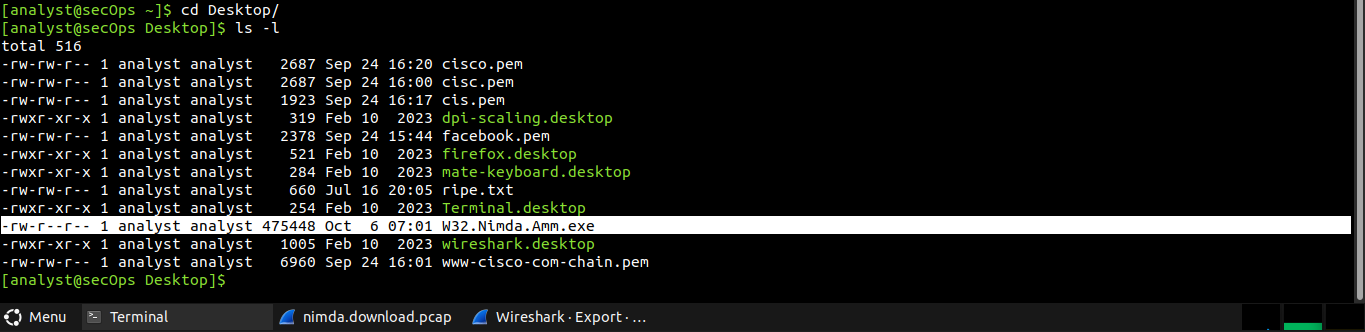 [analyst@secOps ~]$ cd Desktop/
[analyst@secOps Desktop]$ ls -l
total 516
-rw-rw-r-- 1 analyst analyst   2687 Sep 24 16:20 cisco.pem
-rw-rw-r-- 1 analyst analyst   2687 Sep 24 16:00 cisc.pem
-rw-rw-r-- 1 analyst analyst   1923 Sep 24 16:17 cis.pem
-rwxr-xr-x 1 analyst analyst    319 Feb 10  2023 dpi-scaling.desktop
-rw-rw-r-- 1 analyst analyst   2378 Sep 24 15:44 facebook.pem
-rwxr-xr-x 1 analyst analyst    521 Feb 10  2023 firefox.desktop
-rwxr-xr-x 1 analyst analyst    284 Feb 10  2023 mate-keyboard.desktop
-rw-rw-r-- 1 analyst analyst    660 Jul 16 20:05 ripe.txt
-rwxr-xr-x 1 analyst analyst    254 Feb 10  2023 Terminal.desktop
-rw-r--r-- 1 analyst analyst 475448 Oct  6 07:01 W32.Nimda.Amm.exe
-rwxr-xr-x 1 analyst analyst   1005 Feb 10  2023 wireshark.desktop
-rw-rw-r-- 1 analyst analyst   6960 Sep 24 16:01 www-cisco-com-chain.pem
[analyst@secOps Desktop]$
Menu Terminal nimda.download.pcap Wireshark · Export · …